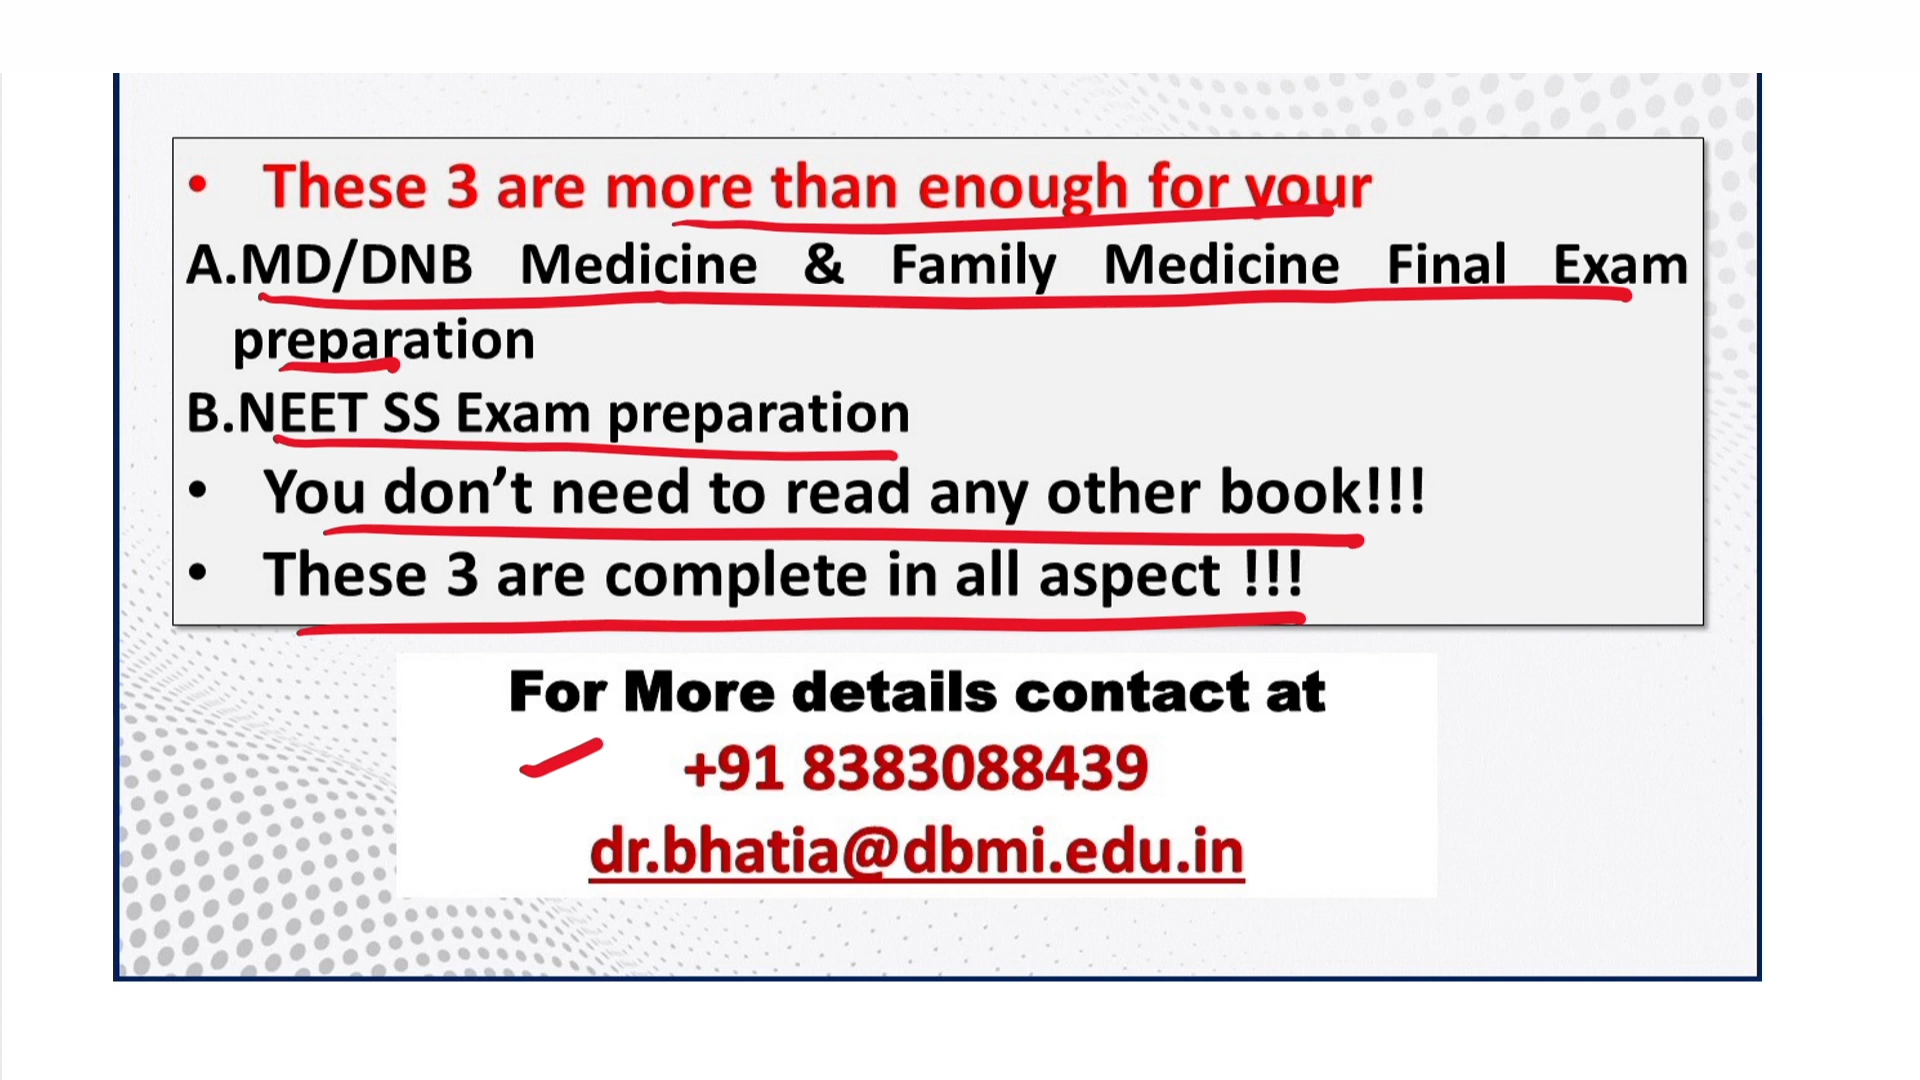 • These 3 are more than enough for your
A.MD/DNB Medicine & Family Medicine Final Exam
preparation
B.NEET SS Exam preparation
• You don’t need to read any other book!!!
• These 3 are complete in all aspect !!!
For More details contact at
+91 8383088439
dr.bhatia@dbmi.edu.in